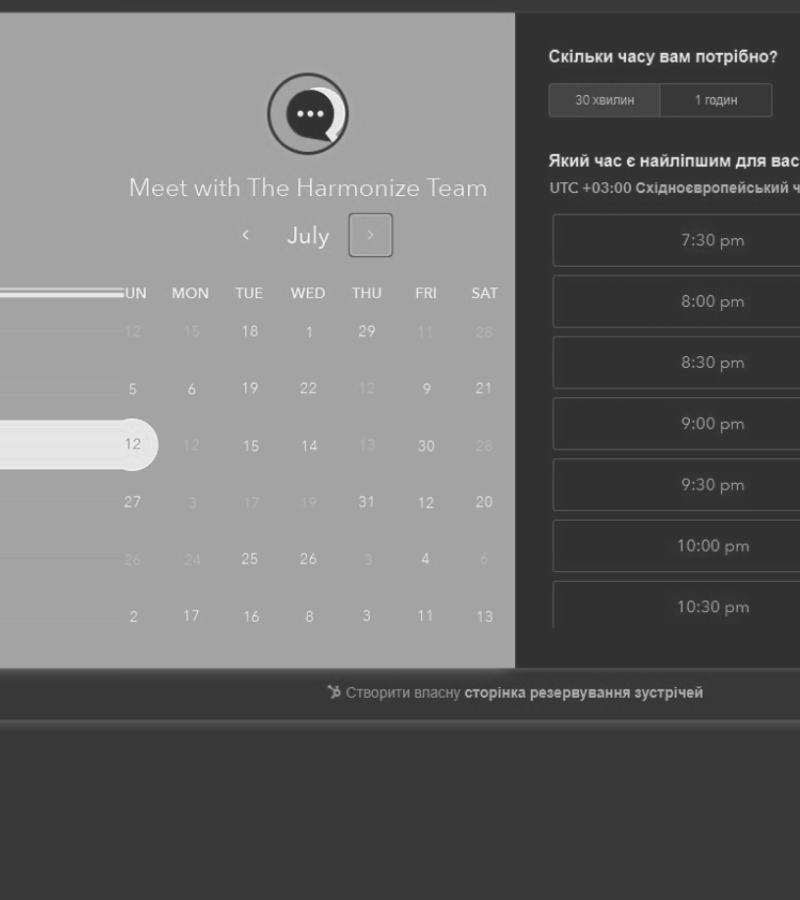 Meet with The Harmonize Team
July
UN MON TUE WED THU FRI SAT
12 15 18 1 29 11 28
5 6 19 22 12 9 21
12 12 15 14 13 30 28
27 3 17 19 31 12 20
26 24 25 26 3 4 6
2 17 16 8 3 11 13
Скільки часу вам потрібно?
30 хвилин 1 годин
Який час є найліпшим для вас
UTC +03:00 Східноєвропейський ч
7:30 pm
8:00 pm
8:30 pm
9:00 pm
9:30 pm
10:00 pm
10:30 pm
Створити власну сторінка резервування зустрічей